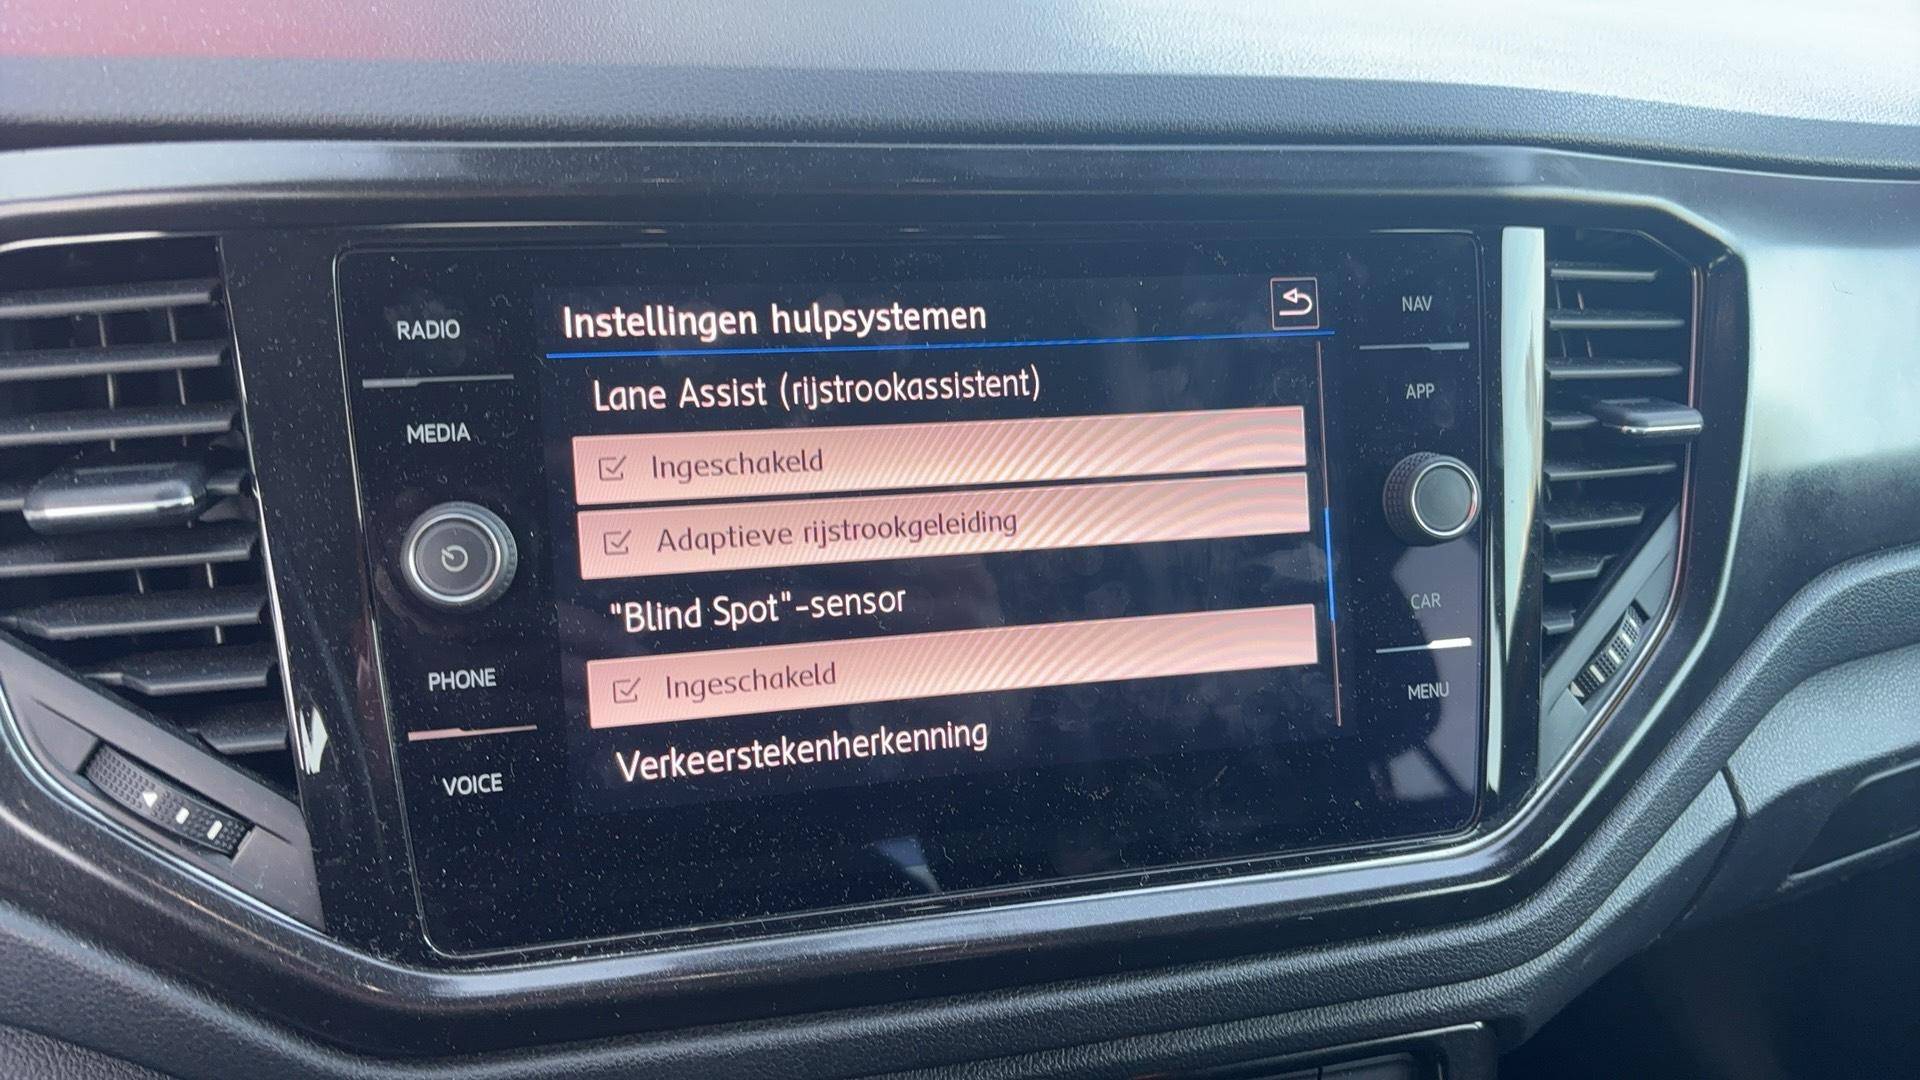 RADIO
MEDIA
PHONE
VOICE
Instellingen hulpsystemen
Lane Assist (rijstrookassistent)
Ingeschakeld
Adaptieve rijstrookgeleiding
"Blind Spot"-sensor
Ingeschakeld
Verkeerstekenherkenning
NAV
APP
CAR
MENU